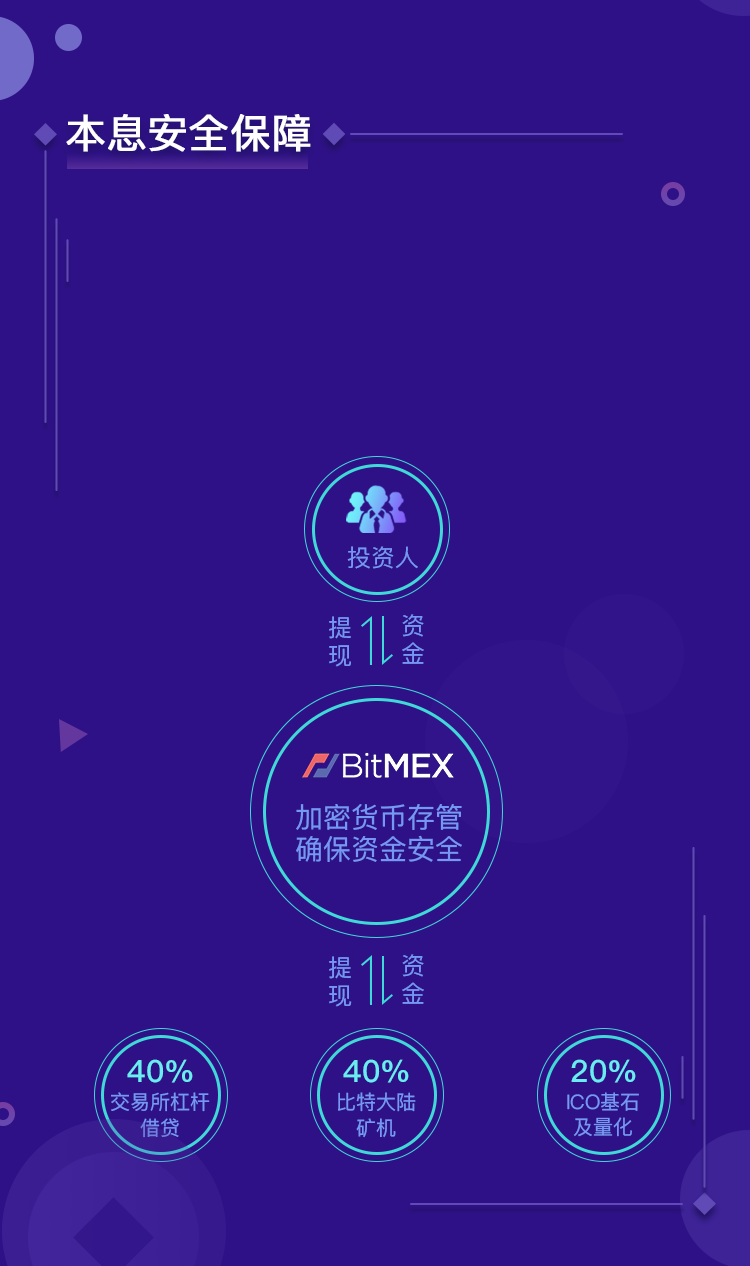 本息安全保障
投资人
提现
资金
BitMEX
加密货币存管
确保资金安全
提现
资金
40%
交易所杠杆
借贷
40%
比特大陆
矿机
20%
ICO基石
及量化